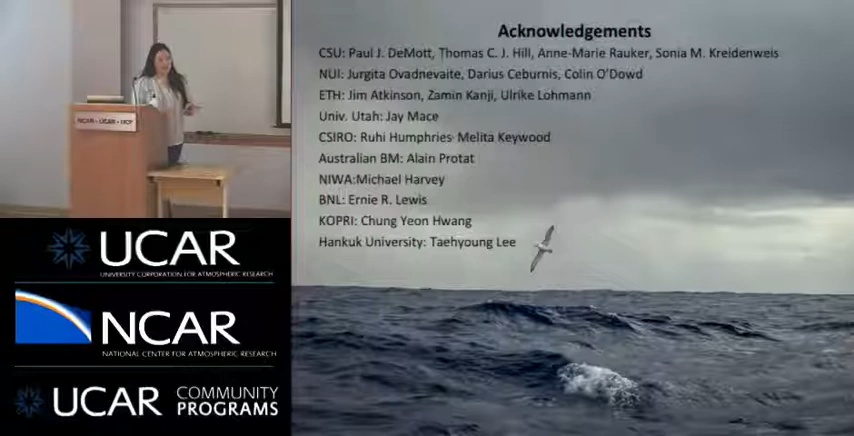 Acknowledgements
CSU: Paul J. DeMott, Thomas C. J. Hill, Anne-Marie Rauker, Sonia M. Kreidenweis
NUI: Jurgita Ovadnevaite, Darius Ceburnis, Colin O'Dowd
ETH: Jim Atkinson, Zamin Kanji, Ulrike Lohmann
Univ. Utah: Jay Mace
CSIRO: Ruhi Humphries Melita Keywood
Australian BM: Alain Protat
NIWA:Michael Harvey
BNL: Ernie R. Lewis
KOPRI: Chung Yeon Hwang
Hankuk University: Taehyoung Lee
NCAR • UCAR • UCP
UCAR
UNIVERSITY CORPORATION FOR ATMOSPHERIC RESEARCH
NCAR
NATIONAL CENTER FOR ATMOSPHERIC RESEARCH
UCAR COMMUNITY
PROGRAMS